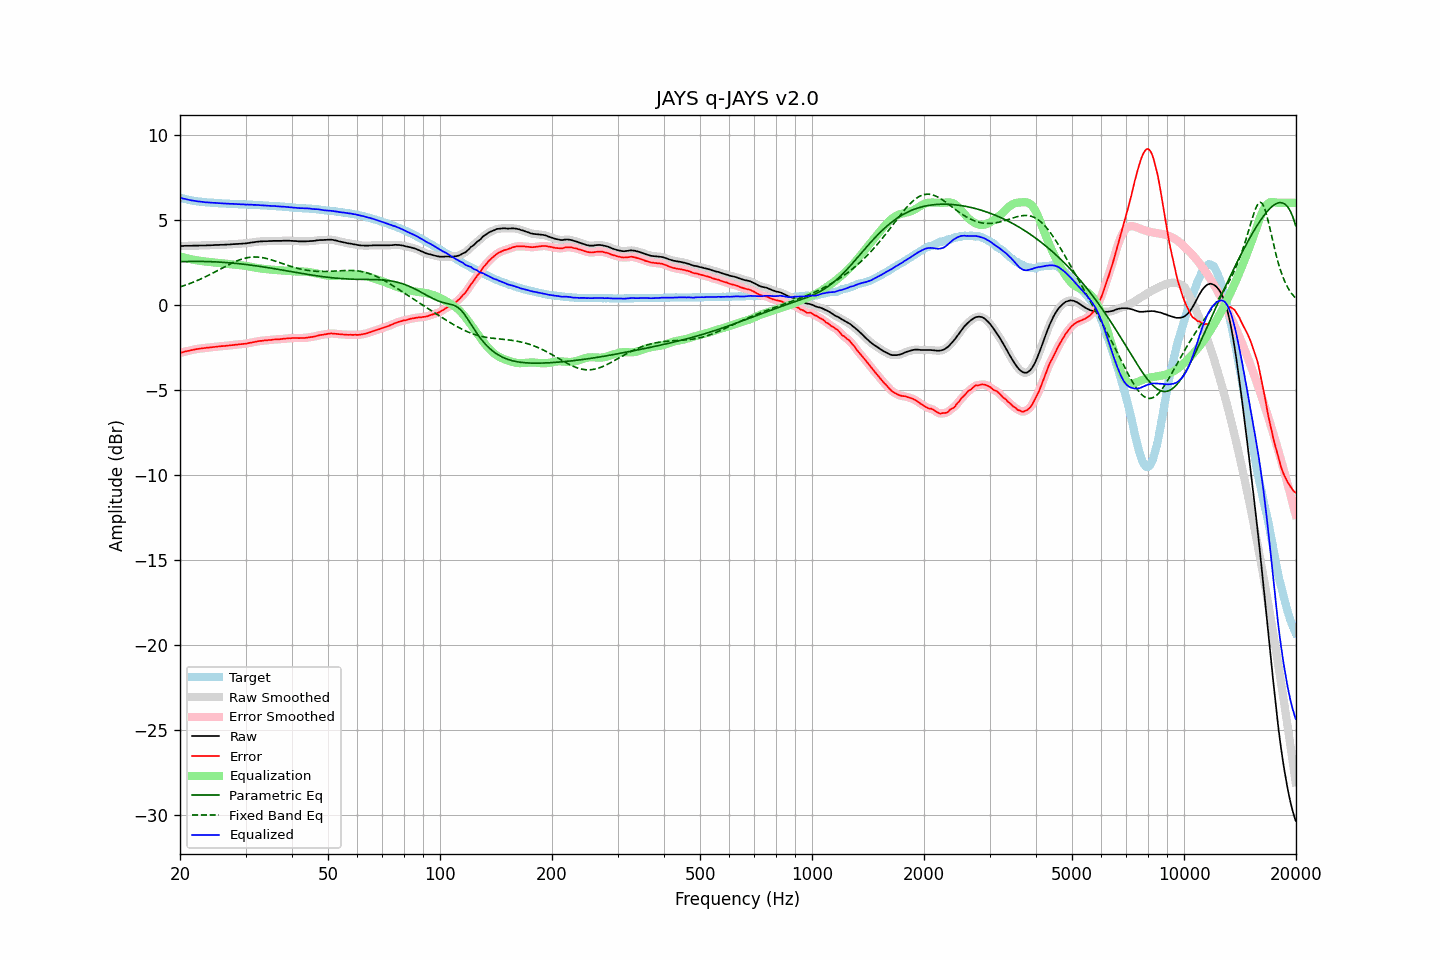 JAYS q-JAYS v2.0
10
5
0
−5
−10
−15
−20
−25
−30
Amplitude (dBr)
Target
Raw Smoothed
Error Smoothed
Raw
Error
Equalization
Parametric Eq
Fixed Band Eq
Equalized
20 50 100 200 500 1000 2000 5000 10000 20000
Frequency (Hz)